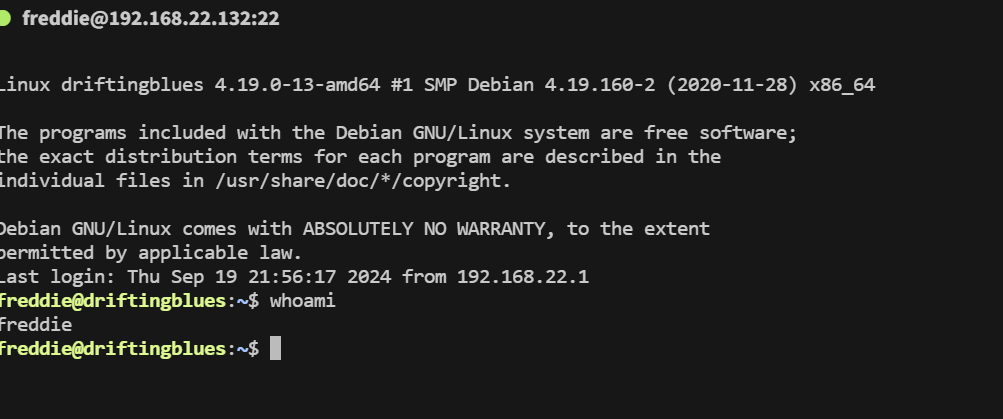 freddie@192.168.22.132:22
Linux driftingblues 4.19.0-13-amd64 #1 SMP Debian 4.19.160-2 (2020-11-28) x86_64
The programs included with the Debian GNU/Linux system are free software;
the exact distribution terms for each program are described in the
individual files in /usr/share/doc/*/copyright.
Debian GNU/Linux comes with ABSOLUTELY NO WARRANTY, to the extent
permitted by applicable law.
Last login: Thu Sep 19 21:56:17 2024 from 192.168.22.1
freddie@driftingblues:~$ whoami
freddie
freddie@driftingblues:~$